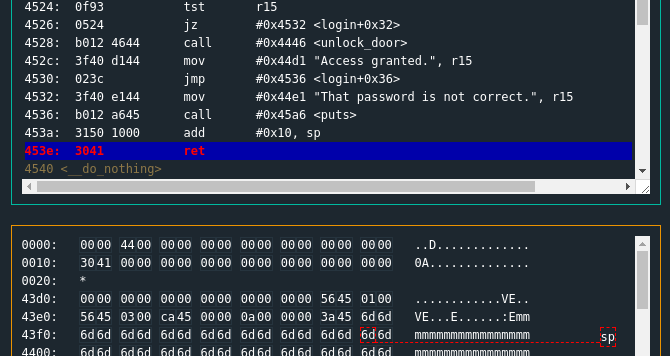 4524: 0f93 tst r15
4526: 0524 jz #0x4532 <login+0x32>
4528: b012 4644 call #0x4446 <unlock_door>
452c: 3f40 d144 mov #0x44d1 "Access granted.", r15
4530: 023c jmp #0x4536 <login+0x36>
4532: 3f40 e144 mov #0x44e1 "That password is not correct.", r15
4536: b012 a645 call #0x45a6 <puts>
453a: 3150 1000 add #0x10, sp
453e: 3041 ret
4540 <__do_nothing>
0000: 0000 4400 0000 0000 0000 0000 0000 0000 ..D.............
0010: 3041 0000 0000 0000 0000 0000 0000 0000 0A..............
0020: *
43d0: 0000 0000 0000 0000 0000 0000 5645 0100 ............VE..
43e0: 5645 0300 ca45 0000 0a00 0000 3a45 6d6d VE...E......:Emm
43f0: 6d6d 6d6d 6d6d 6d6d 6d6d 6d6d 6d6d 6d6d mmmmmmmmmmmmmmmm sp
4400: 6d6d 6d6d 6d6d 6d6d 6d6d 6d6d 6d6d 6d6d mmmmmmmmmmmmmmmm